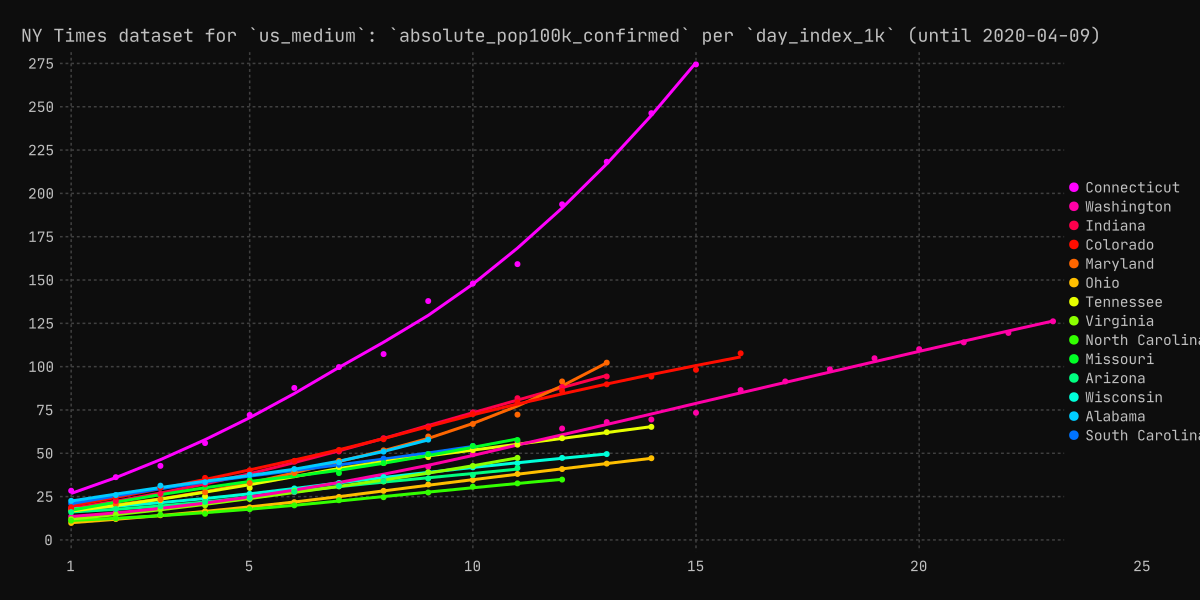 NY Times dataset for `us_medium`: `absolute_pop100k_confirmed` per `day_index_1k` (until 2020-04-09)
275
250
225
200
175
150
125
100
75
50
25
0
1 5 10 15 20 25
Connecticut
Washington
Indiana
Colorado
Maryland
Ohio
Tennessee
Virginia
North Carolina
Missouri
Arizona
Wisconsin
Alabama
South Carolina